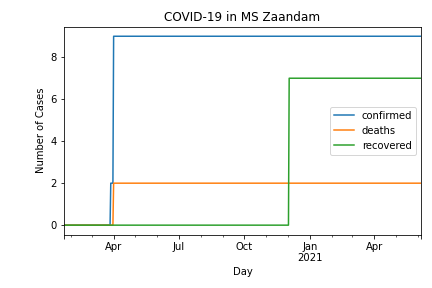 COVID-19 in MS Zaandam
Number of Cases
8
6
4
2
0
confirmed
deaths
recovered
Apr Jul Oct Jan Apr
2021
Day